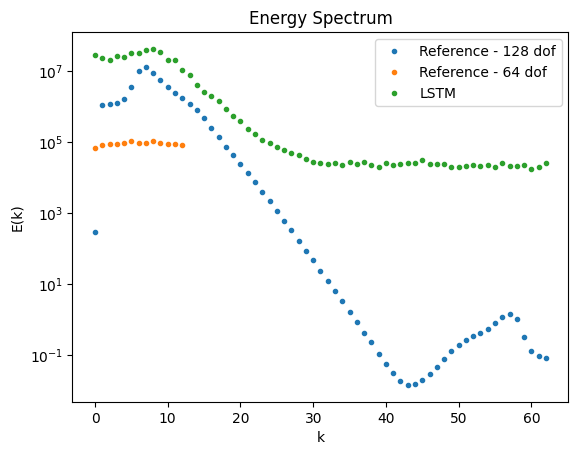 Energy Spectrum
Reference - 128 dof
Reference - 64 dof
LSTM
E(k)
10^7
10^5
10^3
10^1
10^−1
0 10 20 30 40 50 60
k